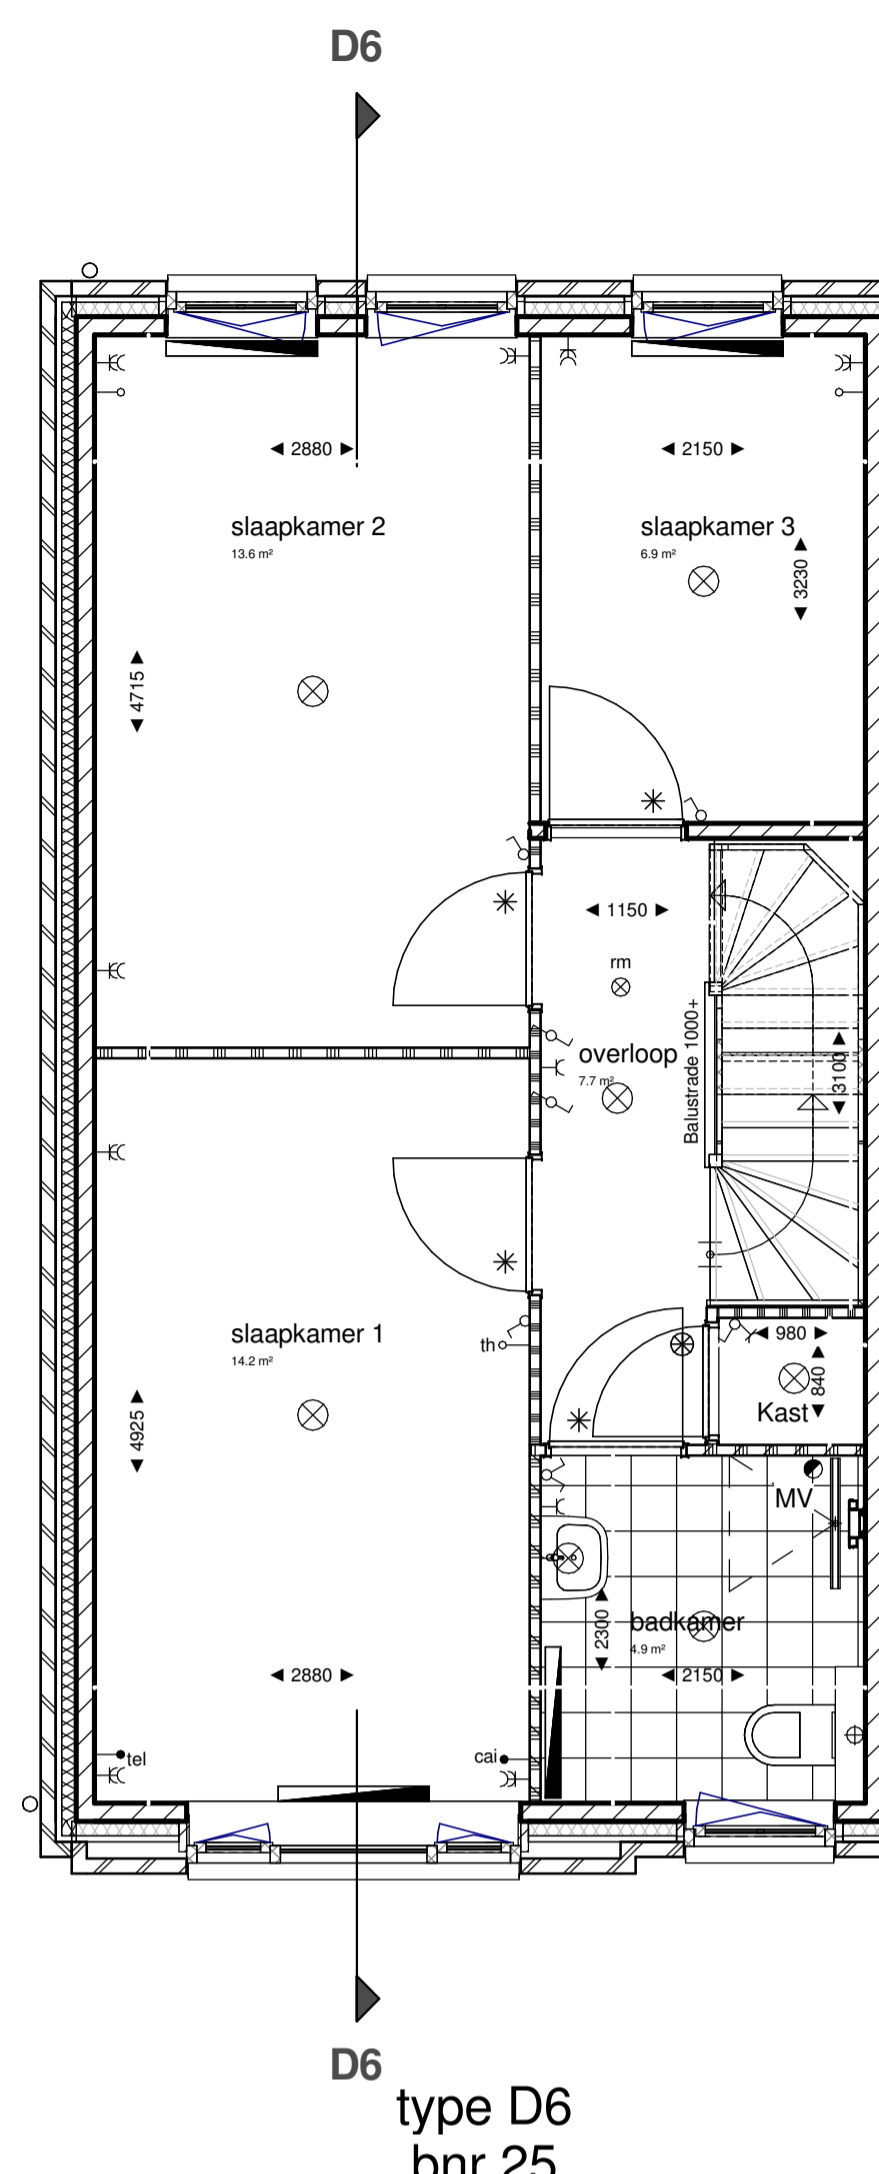 D6
2880
2150
slaapkamer 2
13.6 m²
slaapkamer 3
6.9 m²
3230
4715
1150
rm
overloop
7.7 m²
Balustrade 1000+
3100
slaapkamer 1
14.2 m²
th
980
840
Kast
4925
MV
badkamer
4.9 m²
2300
2880
2150
tel
cai
D6
type D6
bnr 25